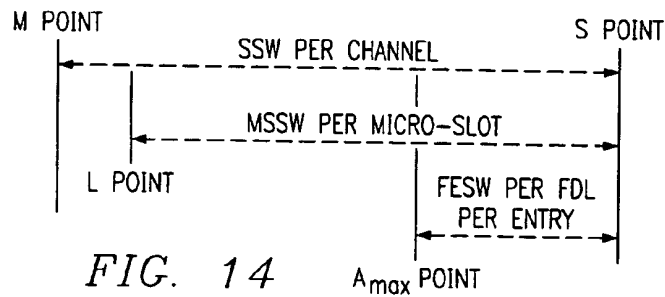 M POINT
S POINT
SSW PER CHANNEL
MSSW PER MICRO-SLOT
L POINT
FESW PER FDL
PER ENTRY
FIG. 14
Amax POINT